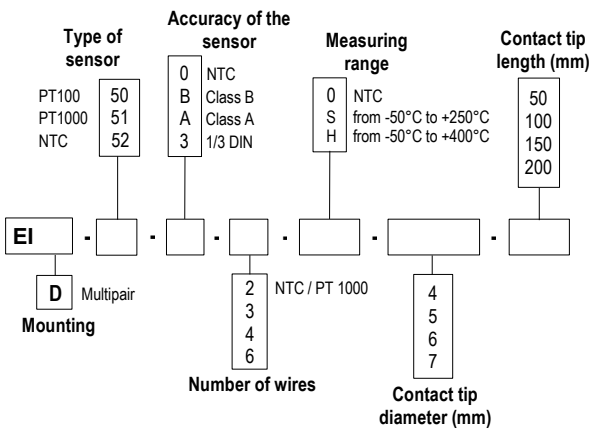 Type of
sensor
PT100 50
PT1000 51
NTC 52
Accuracy of the
sensor
0 NTC
B Class B
A Class A
3 1/3 DIN
Measuring
range
0 NTC
S from -50°C to +250°C
H from -50°C to +400°C
Contact tip
length (mm)
50
100
150
200
EI - - - - - -
D Multipair
Mounting
2 NTC / PT 1000
3
4
6
Number of wires
4
5
6
7
Contact tip
diameter (mm)